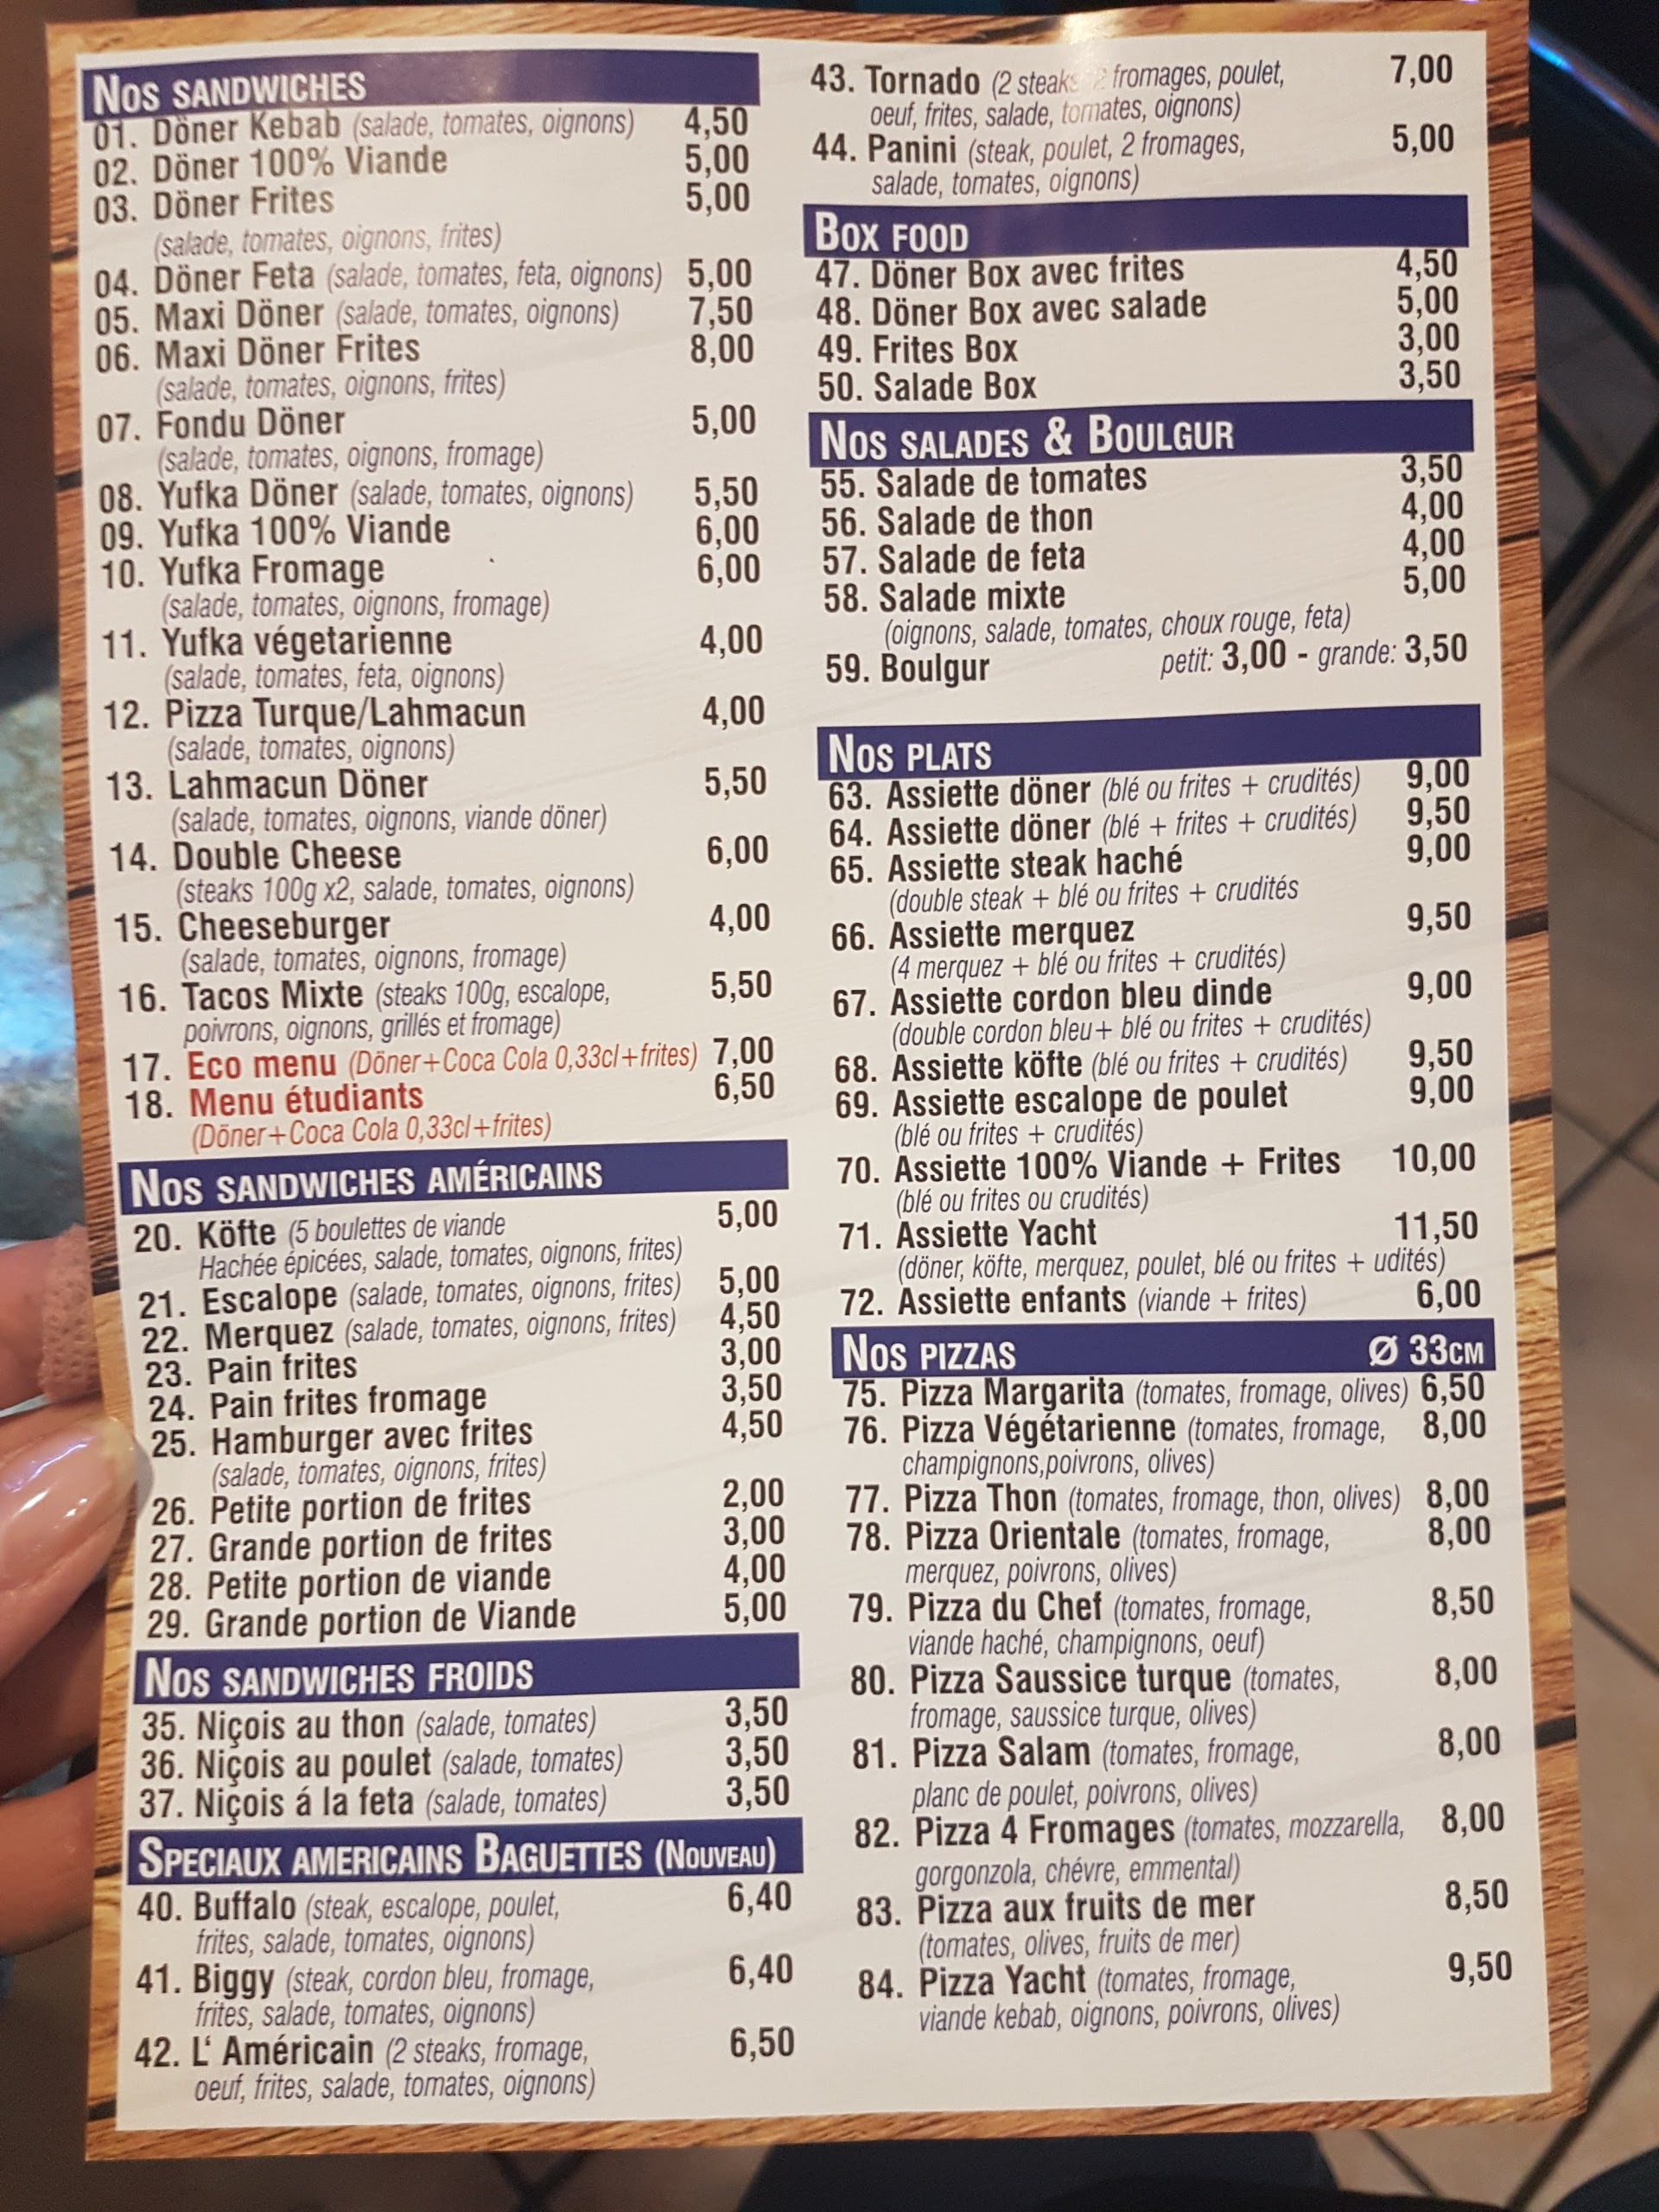 NOS SANDWICHES
01. Döner Kebab (salade, tomates, oignons) 4,50
02. Döner 100% Viande 5,00
03. Döner Frites 5,00
(salade, tomates, oignons, frites)
04. Döner Feta (salade, tomates, feta, oignons) 5,00
05. Maxi Döner (salade, tomates, oignons) 7,50
06. Maxi Döner Frites 8,00
(salade, tomates, oignons, frites)
07. Fondu Döner 5,00
(salade, tomates, oignons, fromage)
08. Yufka Döner (salade, tomates, oignons) 5,50
09. Yufka 100% Viande 6,00
10. Yufka Fromage 6,00
(salade, tomates, oignons, fromage)
11. Yufka végetarienne 4,00
(salade, tomates, feta, oignons)
12. Pizza Turque/Lahmacun 4,00
(salade, tomates, oignons)
13. Lahmacun Döner 5,50
(salade, tomates, oignons, viande döner)
14. Double Cheese 6,00
(steaks 100g x2, salade, tomates, oignons)
15. Cheeseburger 4,00
(salade, tomates, oignons, fromage)
16. Tacos Mixte (steaks 100g, escalope, 5,50
poivrons, oignons, grillés et fromage)
17. Eco menu (Döner+Coca Cola 0,33cl+frites) 7,00
18. Menu étudiants 6,50
(Döner+Coca Cola 0,33cl+frites)
NOS SANDWICHES AMÉRICAINS
20. Köfte (5 boulettes de viande 5,00
Hachée épicées, salade, tomates, oignons, frites)
21. Escalope (salade, tomates, oignons, frites) 5,00
22. Merquez (salade, tomates, oignons, frites) 4,50
23. Pain frites 3,00
24. Pain frites fromage 3,50
25. Hamburger avec frites 4,50
(salade, tomates, oignons, frites)
26. Petite portion de frites 2,00
27. Grande portion de frites 3,00
28. Petite portion de viande 4,00
29. Grande portion de Viande 5,00
NOS SANDWICHES FROIDS
35. Niçois au thon (salade, tomates) 3,50
36. Niçois au poulet (salade, tomates) 3,50
37. Niçois á la feta (salade, tomates) 3,50
SPECIAUX AMERICAINS BAGUETTES (NOUVEAU)
40. Buffalo (steak, escalope, poulet, 6,40
frites, salade, tomates, oignons)
41. Biggy (steak, cordon bleu, fromage, 6,40
frites, salade, tomates, oignons)
42. L‘ Américain (2 steaks, fromage, 6,50
oeuf, frites, salade, tomates, oignons)
43. Tornado (2 steaks 2 fromages, poulet, 7,00
oeuf, frites, salade, tomates, oignons)
44. Panini (steak, poulet, 2 fromages, 5,00
salade, tomates, oignons)
BOX FOOD
47. Döner Box avec frites 4,50
48. Döner Box avec salade 5,00
49. Frites Box 3,00
50. Salade Box 3,50
NOS SALADES & BOULGUR
55. Salade de tomates 3,50
56. Salade de thon 4,00
57. Salade de feta 4,00
58. Salade mixte 5,00
(oignons, salade, tomates, choux rouge, feta)
59. Boulgur petit: 3,00 - grande: 3,50
NOS PLATS
63. Assiette döner (blé ou frites + crudités) 9,00
64. Assiette döner (blé + frites + crudités) 9,50
65. Assiette steak haché 9,00
(double steak + blé ou frites + crudités
66. Assiette merquez 9,50
(4 merquez + blé ou frites + crudités)
67. Assiette cordon bleu dinde 9,00
(double cordon bleu+ blé ou frites + crudités)
68. Assiette köfte (blé ou frites + crudités) 9,50
69. Assiette escalope de poulet 9,00
(blé ou frites + crudités)
70. Assiette 100% Viande + Frites 10,00
(blé ou frites ou crudités)
71. Assiette Yacht 11,50
(döner, köfte, merquez, poulet, blé ou frites + udités)
72. Assiette enfants (viande + frites) 6,00
NOS PIZZAS Ø 33CM
75. Pizza Margarita (tomates, fromage, olives) 6,50
76. Pizza Végétarienne (tomates, fromage, 8,00
champignons,poivrons, olives)
77. Pizza Thon (tomates, fromage, thon, olives) 8,00
78. Pizza Orientale (tomates, fromage, 8,00
merquez, poivrons, olives)
79. Pizza du Chef (tomates, fromage, 8,50
viande haché, champignons, oeuf)
80. Pizza Saussice turque (tomates, 8,00
fromage, saussice turque, olives)
81. Pizza Salam (tomates, fromage, 8,00
planc de poulet, poivrons, olives)
82. Pizza 4 Fromages (tomates, mozzarella, 8,00
gorgonzola, chévre, emmental)
83. Pizza aux fruits de mer 8,50
(tomates, olives, fruits de mer)
84. Pizza Yacht (tomates, fromage, 9,50
viande kebab, oignons, poivrons, olives)